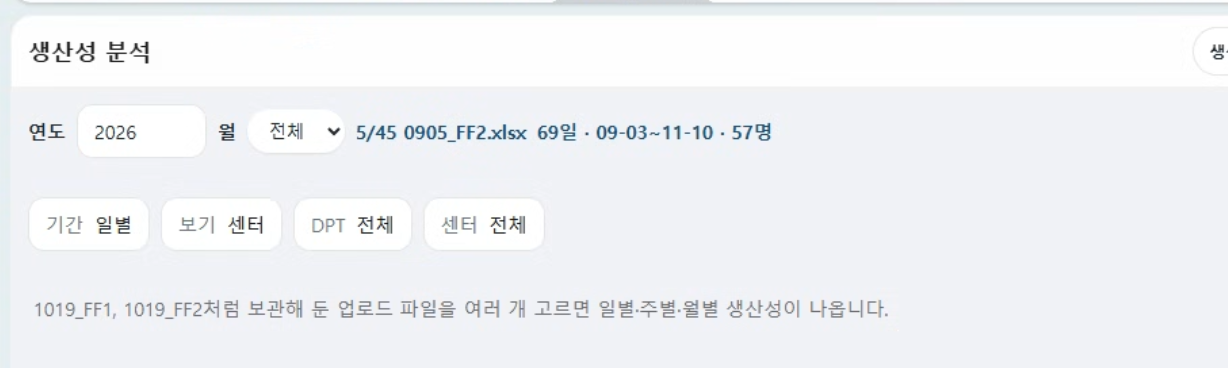 생산성 분석
연도 2026 월 전체 5/45 0905_FF2.xlsx 69일 · 09-03~11-10 · 57명
기간 일별 보기 센터 DPT 전체 센터 전체
1019_FF1, 1019_FF2처럼 보관해 둔 업로드 파일을 여러 개 고르면 일별·주별·월별 생산성이 나옵니다.